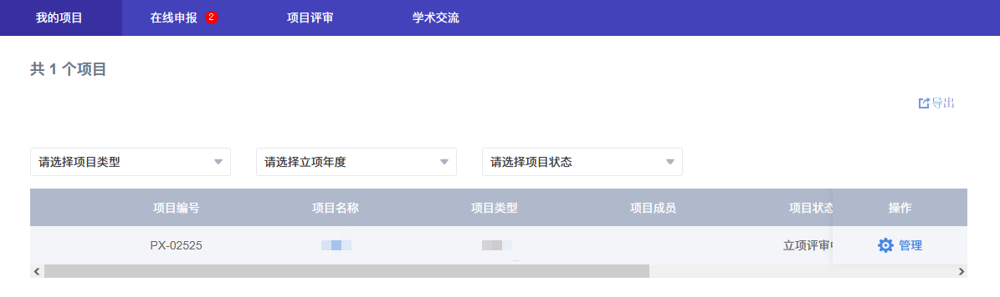 我的项目 在线申报 2 项目评审 学术交流
共 1 个项目
导出
请选择项目类型 请选择立项年度 请选择项目状态
项目编号 项目名称 项目类型 项目成员 项目状态 操作
PX-02525 立项评审 管理